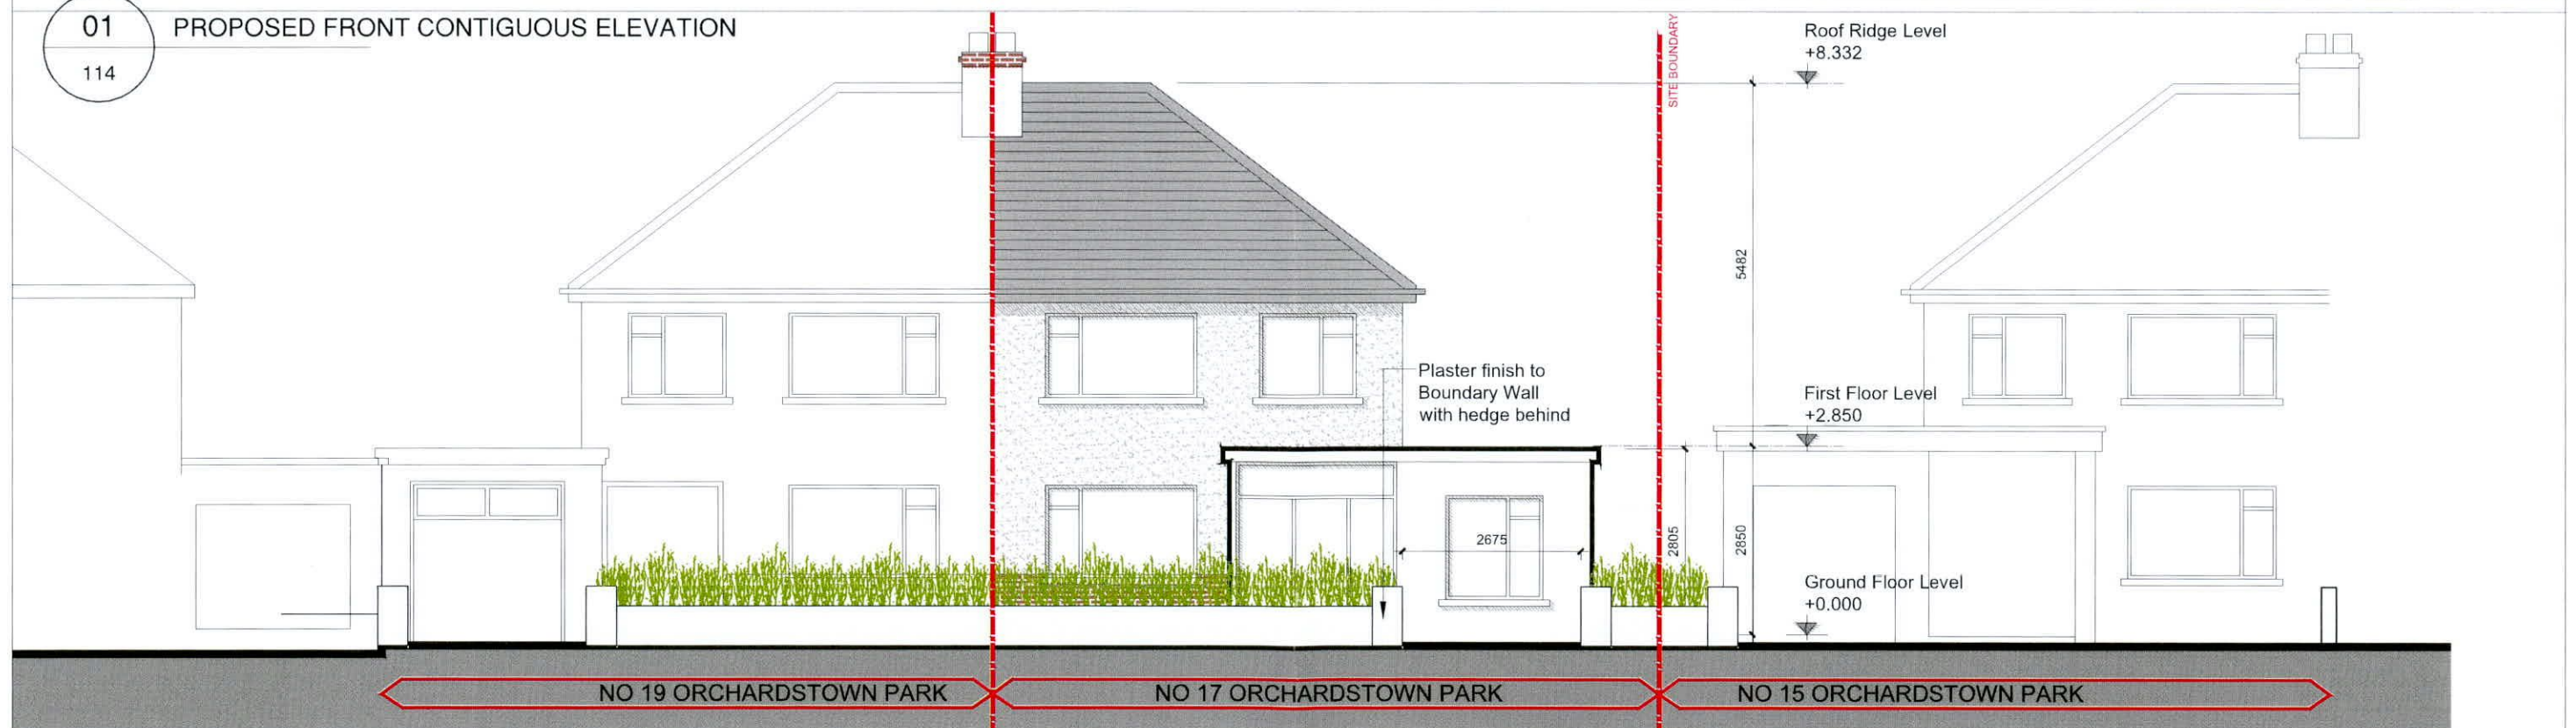 01
114
PROPOSED FRONT CONTIGUOUS ELEVATION
SITE BOUNDARY
Roof Ridge Level
+8.332
5482
Plaster finish to
Boundary Wall
with hedge behind
First Floor Level
+2.850
2675
2805
2850
Ground Floor Level
+0.000
NO 19 ORCHARDSTOWN PARK
NO 17 ORCHARDSTOWN PARK
NO 15 ORCHARDSTOWN PARK